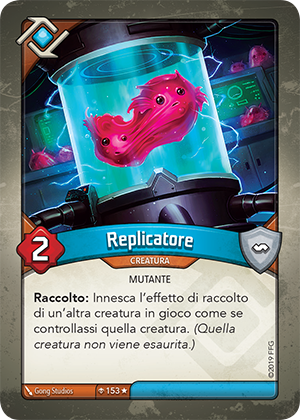 2
Replicatore
CREATURA
MUTANTE
Raccolto: Innesca l'effetto di raccolto
di un'altra creatura in gioco come se
controllassi quella creatura. (Quella
creatura non viene esaurita.)
©2019 FFG
Gong Studios
153